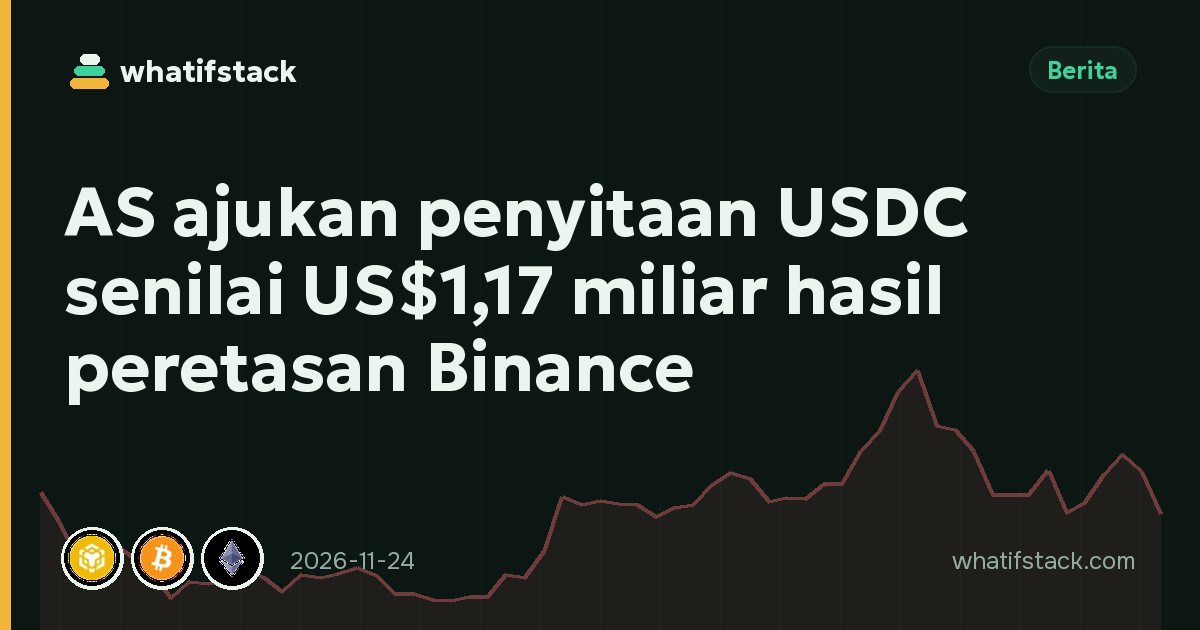 whatifstack
Berita
AS ajukan penyitaan USDC
senilai US$1,17 miliar hasil
peretasan Binance
2026-11-24
whatifstack.com